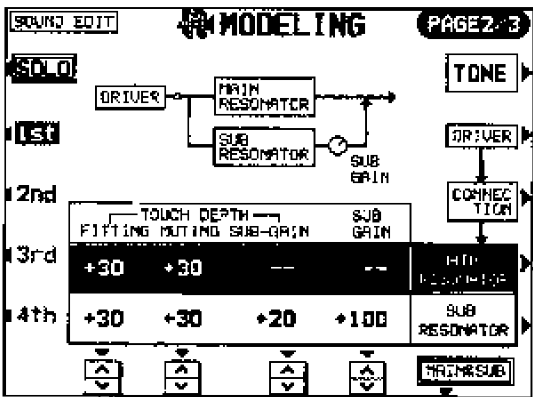 SOUND EDIT
MODELING
PAGE2/3
SOLO
TONE
DRIVER
MAIN
RESONATOR
1st
SUB
RESONATOR
DRIVER
SUB
GAIN
2nd
CONNEC
TION
TOUCH DEPTH
SUB
FITTING MUTING SUB-GAIN
GAIN
3rd
+30 +30 -- --
MAIN
RESONATOR
4th
+30 +30 +20 +100
SUB
RESONATOR
MAIN&SUB